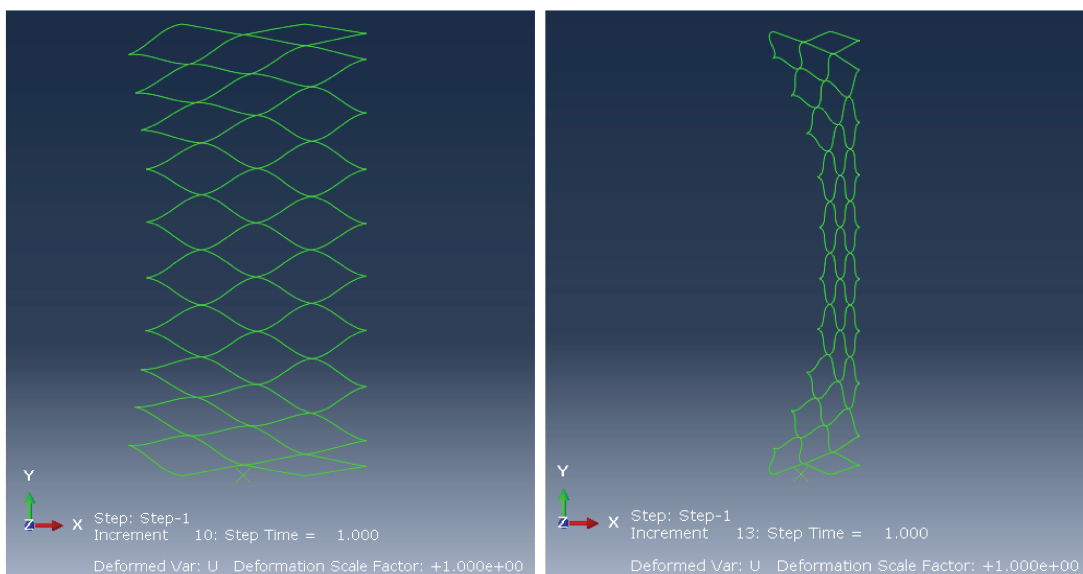 Y
Z X
Step: Step-1
Increment 10: Step Time = 1.000
Deformed Var: U Deformation Scale Factor: +1.000e+00
Y
Z X
Step: Step-1
Increment 13: Step Time = 1.000
Deformed Var: U Deformation Scale Factor: +1.000e+00